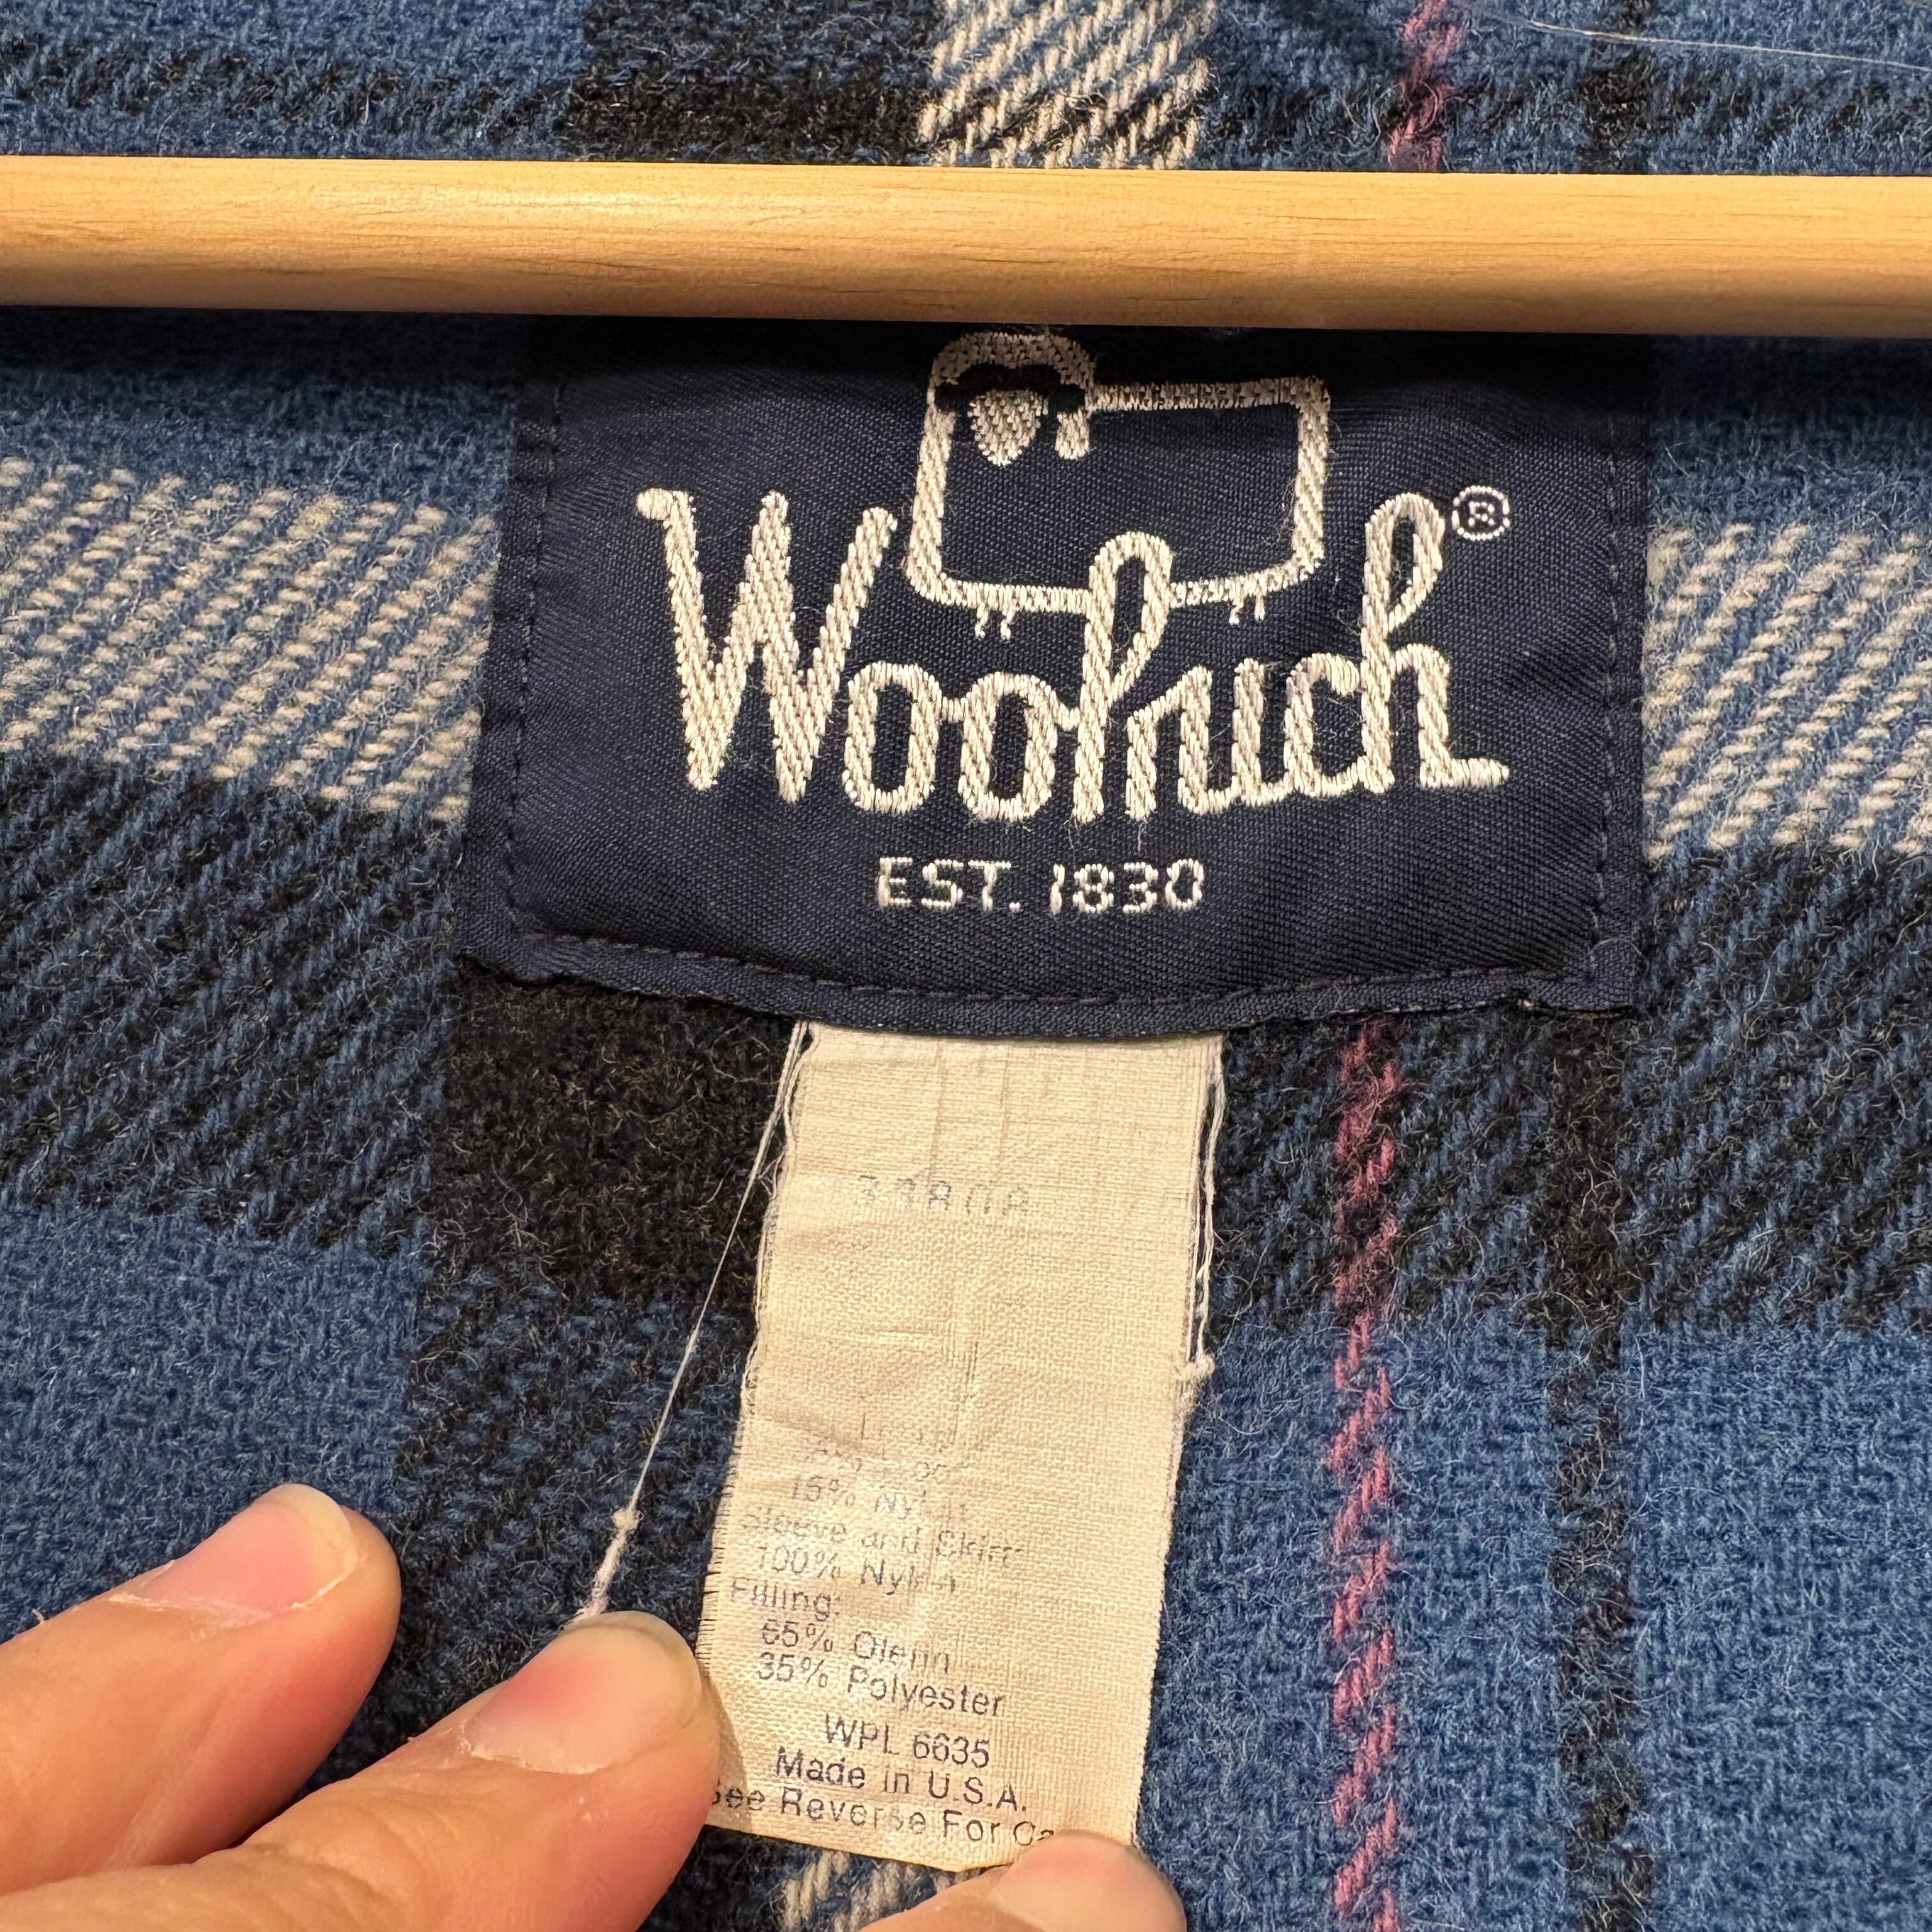 Woolrich®
EST. 1830
15% Nylon
Sleeve and Skirt
100% Nylon
Filling:
65% Olefin
35% Polyester
WPL 6635
Made in U.S.A.
See Reverse For